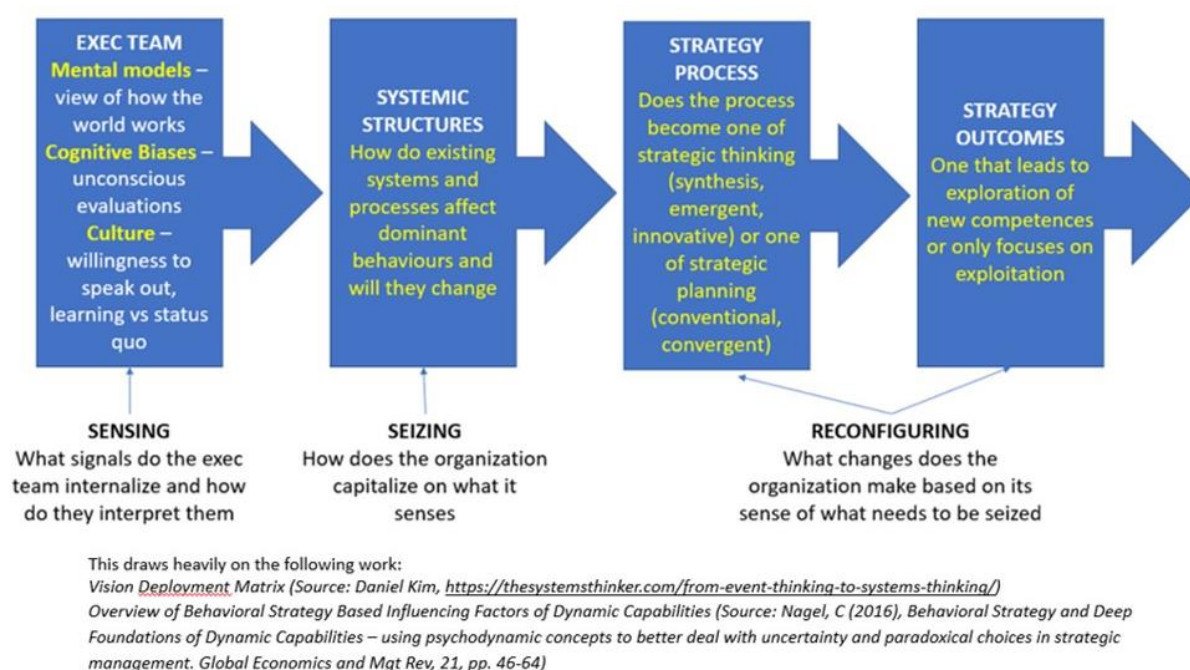 EXEC TEAM
Mental models –
view of how the
world works
Cognitive Biases –
unconscious
evaluations
Culture –
willingness to
speak out,
learning vs status
quo
SYSTEMIC
STRUCTURES
How do existing
systems and
processes affect
dominant
behaviours and
will they change
STRATEGY
PROCESS
Does the process
become one of
strategic thinking
(synthesis,
emergent,
innovative) or one
of strategic
planning
(conventional,
convergent)
STRATEGY
OUTCOMES
One that leads to
exploration of
new competences
or only focuses on
exploitation
SENSING
What signals do the exec
team internalize and how
do they interpret them
SEIZING
How does the organization
capitalize on what it
senses
RECONFIGURING
What changes does the
organization make based on its
sense of what needs to be seized
This draws heavily on the following work:
Vision Deployment Matrix (Source: Daniel Kim, https://thesystemsthinker.com/from-event-thinking-to-systems-thinking/)
Overview of Behavioral Strategy Based Influencing Factors of Dynamic Capabilities (Source: Nagel, C (2016), Behavioral Strategy and Deep
Foundations of Dynamic Capabilities – using psychodynamic concepts to better deal with uncertainty and paradoxical choices in strategic
management. Global Economics and Mgt Rev, 21, pp. 46-64)